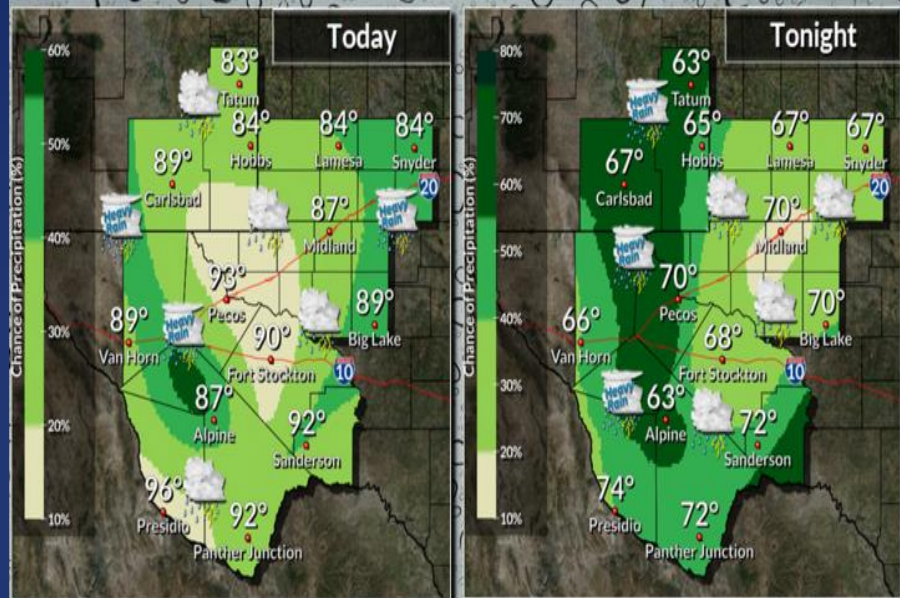 Today
60%
50%
40%
30%
20%
10%
Chance of Precipitation (%)
83°
Tatum
84°
Hobbs
84°
Lamesa
84°
Snyder
89°
Carlsbad
20
Heavy
Rain
Heavy
Rain
87°
Midland
93°
Pecos
89°
Van Horn
Heavy
Rain
90°
Fort Stockton
89°
Big Lake
10
87°
Alpine
92°
Sanderson
96°
Presidio
92°
Panther Junction
Tonight
80%
70%
60%
50%
40%
30%
20%
10%
Chance of Precipitation (%)
63°
Tatum
Heavy
Rain
65°
Hobbs
67°
Lamesa
67°
Snyder
67°
Carlsbad
20
70°
Midland
Heavy
Rain
70°
Pecos
66°
Van Horn
68°
Fort Stockton
70°
Big Lake
10
Heavy
Rain
63°
Alpine
72°
Sanderson
74°
Presidio
72°
Panther Junction